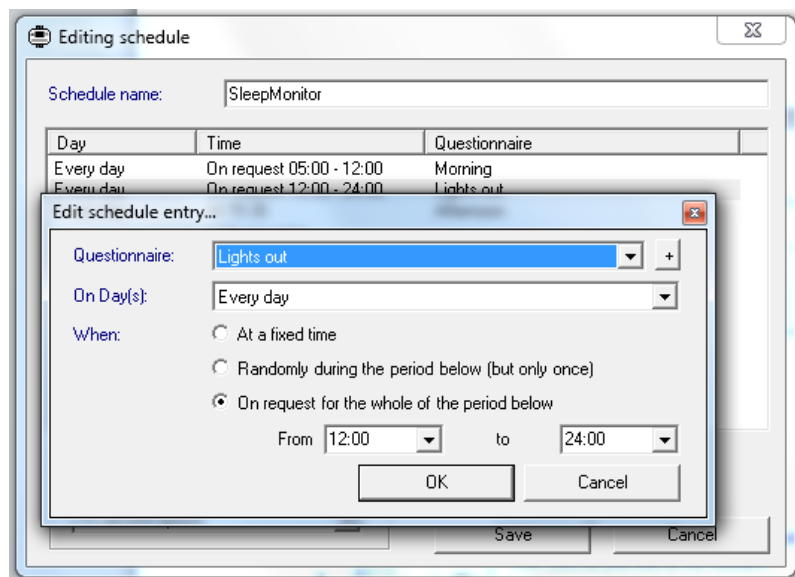 Editing schedule
Schedule name: SleepMonitor
Day Time Questionnaire
Every day On request 05:00 - 12:00 Morning
Every day On request 12:00 - 24:00 Lights out
Edit schedule entry...
Questionnaire: Lights out +
On Day(s): Every day
When: At a fixed time
Randomly during the period below (but only once)
On request for the whole of the period below
From 12:00 to 24:00
OK Cancel
Save Cancel